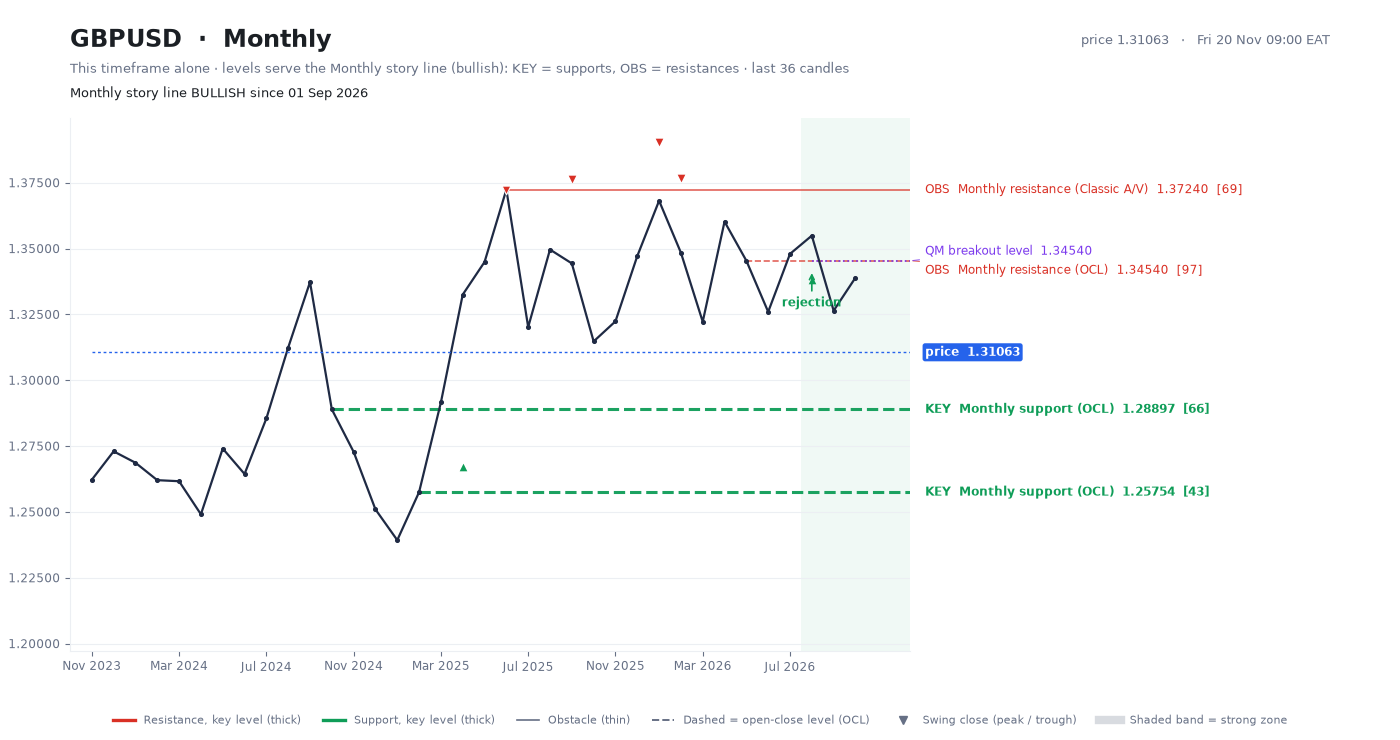 GBPUSD · Monthly
price 1.31063 · Fri 20 Nov 09:00 EAT
This timeframe alone · levels serve the Monthly story line (bullish): KEY = supports, OBS = resistances · last 36 candles
Monthly story line BULLISH since 01 Sep 2026
1.37500
1.35000
1.32500
1.30000
1.27500
1.25000
1.22500
1.20000
OBS Monthly resistance (Classic A/V) 1.37240 [69]
QM breakout level 1.34540
OBS Monthly resistance (OCL) 1.34540 [97]
rejection
price 1.31063
KEY Monthly support (OCL) 1.28897 [66]
KEY Monthly support (OCL) 1.25754 [43]
Nov 2023
Mar 2024
Jul 2024
Nov 2024
Mar 2025
Jul 2025
Nov 2025
Mar 2026
Jul 2026
Resistance, key level (thick)
Support, key level (thick)
Obstacle (thin)
Dashed = open-close level (OCL)
Swing close (peak / trough)
Shaded band = strong zone